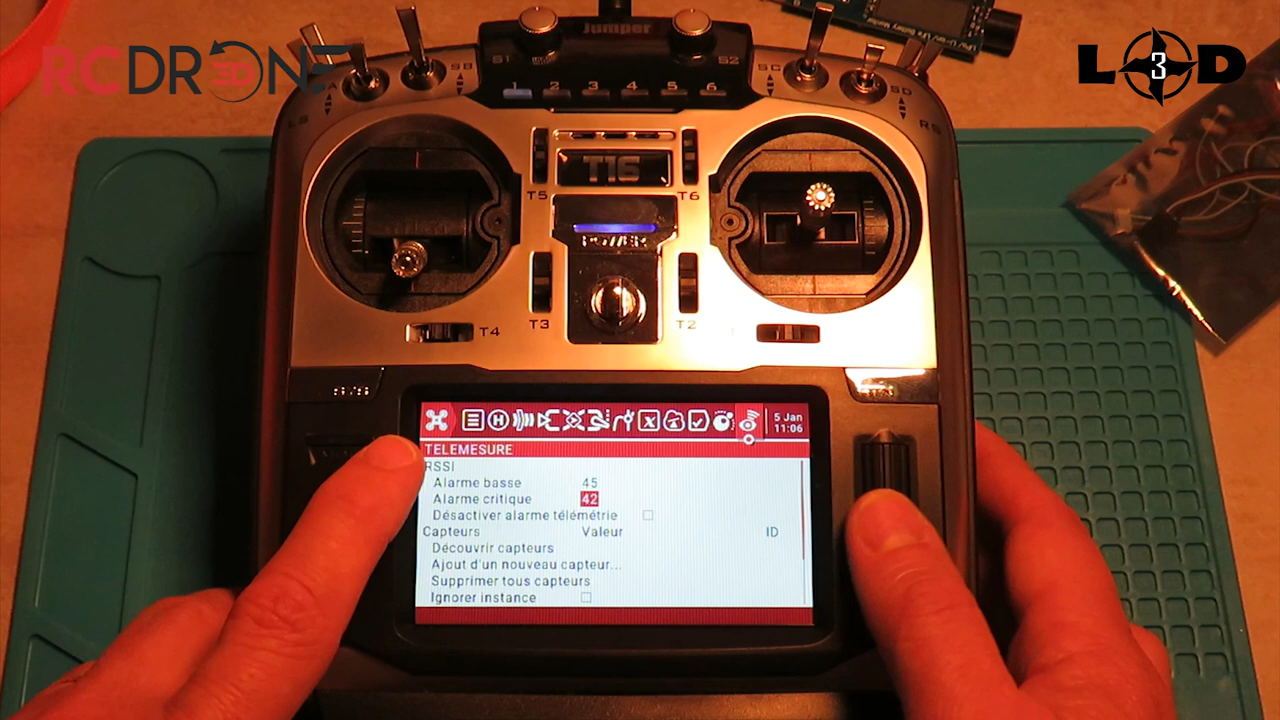 Jumper
RCDRONE
3D
L3D
S1
S2
SB
SC
SD
1 2 3 4 5 6
LS
RS
T16
T5
T6
POWER
T3
T2
T4
5 Jan
11:06
TELEMESURE
RSSI
Alarme basse 45
Alarme critique 42
Désactiver alarme télémétrie
Capteurs Valeur ID
Découvrir capteurs
Ajout d'un nouveau capteur...
Supprimer tous capteurs
Ignorer instance